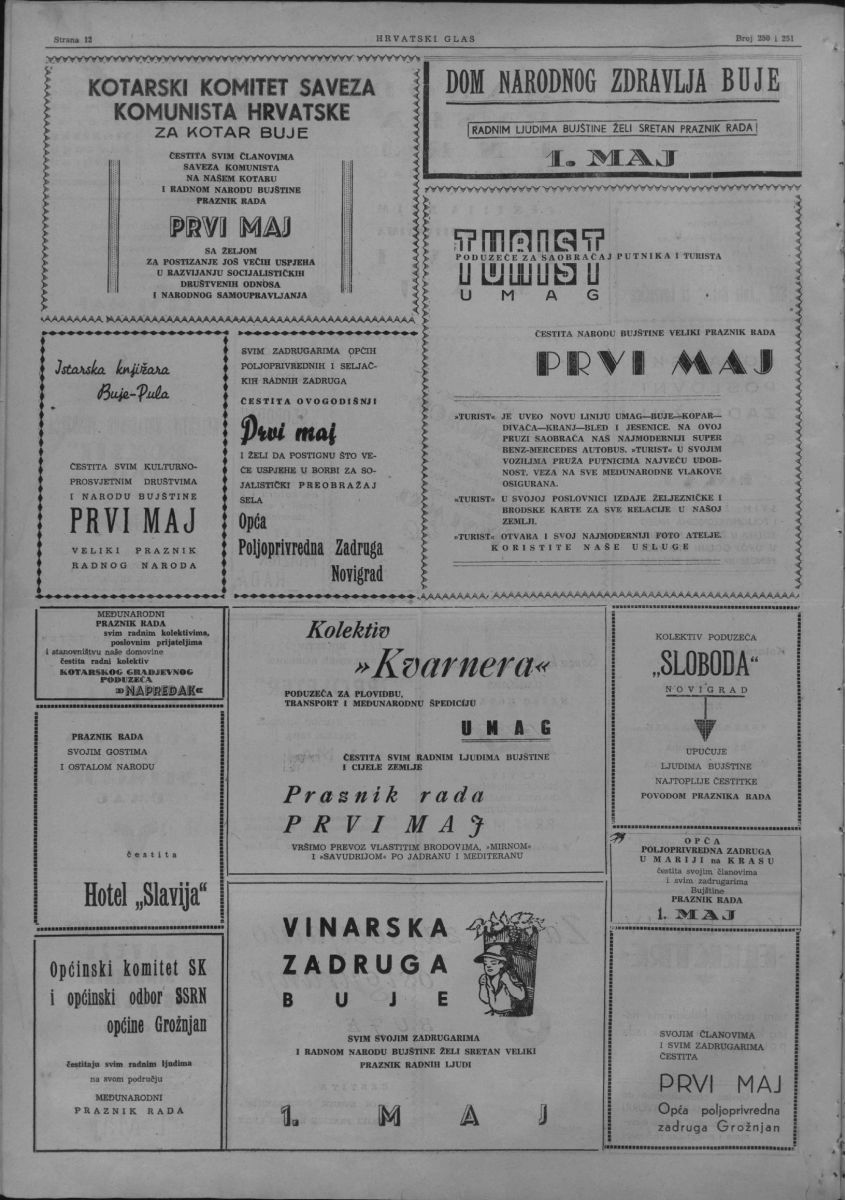 Strana 12
HRVATSKI GLAS
Broj 250 i 251
KOTARSKI KOMITET SAVEZA
KOMUNISTA HRVATSKE
ZA KOTAR BUJE
ČESTITA SVIM ČLANOVIMA
SAVEZA KOMUNISTA
NA NAŠEM KOTARU
I RADNOM NARODU BUJŠTINE
PRAZNIK RADA
PRVI MAJ
SA ŽELJOM
ZA POSTIZANJE JOŠ VEČIH USPJEHA
U RAZVIJANJU SOCIJALISTIČKIH
DRUŠTVENIH ODNOSA
I NARODNOG SAMOUPRAVLJANJA
DOM NARODNOG ZDRAVLJA BUJE
RADNIM LJUDIMA BUJŠTINE ŽELI SRETAN PRAZNIK RADA!
1. MAJ
TURIST
PODUZEĆE ZA SAOBRAĆAJ PUTNIKA I TURISTA
TURIST
UMAG
ČESTITA NARODU BUJŠTINE VELIKI PRAZNIK RADA
PRVI MAJ
»TURIST« JE UVEO NOVU LINIJU UMAG—BUJE—KOPAR—
DIVAČA—KRANJ—BLED I JESENICE. NA OVOJ
PRUZI SAOBRAĆA NAŠ NAJMODERNIJI SUPER
BENZ-MERCEDES AUTOBUS. »TURIST« U SVOJIM
VOZILIMA PRUŽA PUTNICIMA NAJVEĆU UDOB-
NOST. VEZA NA SVE MEĐUNARODNE VLAKOVE
OSIGURANA.
»TURIST« U SVOJOJ POSLOVNICI IZDAJE ŽELJEZNIČKE I
BRODSKE KARTE ZA SVE RELACIJE U NAŠOJ
ZEMLJI.
»TURIST« OTVARA I SVOJ NAJMODERNIJI FOTO ATELJE.
KORISTITE NAŠE USLUGE
Istarska knjižara
Buje-Pula
ČESTITA SVIM KULTURNO-
PROSVJETNIM DRUŠTVIMA
I NARODU BUJŠTINE
PRVI MAJ
VELIKI PRAZNIK
RADNOG NARODA
SVIM ZADRUGARIMA OPĆIH
POLJOPRIVREDNIH I SELJAČ-
KIH RADNIH ZADRUGA
ČESTITA OVOGODIŠNJI
Prvi maj
I ŽELI DA POSTIGNU ŠTO VE-
ĆE USPJEHE U BORBI ZA SO-
JALISTIČKI PREOBRAŽAJ
SELA
Opća
Poljoprivredna Zadruga
Novigrad
MEĐUNARODNI
PRAZNIK RADA
svim radnim kolektivima,
poslovnim prijateljima
i stanovništvu naše domovine
čestita radni kolektiv
KOTARSKOG GRAĐEVNOG
PODUZEĆA
»NAPREDAK«
Kolektiv
»Kvarnera«
PODUZEĆA ZA PLOVIDBU,
TRANSPORT I MEĐUNARODNU ŠPEDICIJU
UMAG
ČESTITA SVIM RADNIM LJUDIMA BUJŠTINE
I CIJELE ZEMLJE
Praznik rada
PRVI MAJ
VRŠIMO PREVOZ VLASTITIM BRODOVIMA, »MIRNOM«
I »SAVUDRIJOM« PO JADRANU I MEDITERANU
KOLEKTIV PODUZEĆA
„SLOBODA“
NOVIGRAD
UPUĆUJE
LJUDIMA BUJŠTINE
NAJTOPLIJE ČESTITKE
POVODOM PRAZNIKA RADA
PRAZNIK RADA
SVOJIM GOSTIMA
I OSTALOM NARODU
čestita
Hotel „Slavija“
OPĆA
POLJOPRIVREDNA ZADRUGA
U MARIJI na KRASU
čestita svojim članovima
i svim zadrugarima
Bujštine
PRAZNIK RADA
1. MAJ
Općinski komitet SK
i općinski odbor SSRN
općine Grožnjan
čestitaju svim radnim ljudima
na svom području
MEĐUNARODNI
PRAZNIK RADA
VINARSKA
ZADRUGA
BUJE
SVIM SVOJIM ZADRUGARIMA
I RADNOM NARODU BUJŠTINE ŽELI SRETAN VELIKI
PRAZNIK RADNIH LJUDI
1. MAJ
SVOJIM ČLANOVIMA
I SVIM ZADRUGARIMA
ČESTITA
PRVI MAJ
Opća poljoprivredna
zadruga Grožnjan